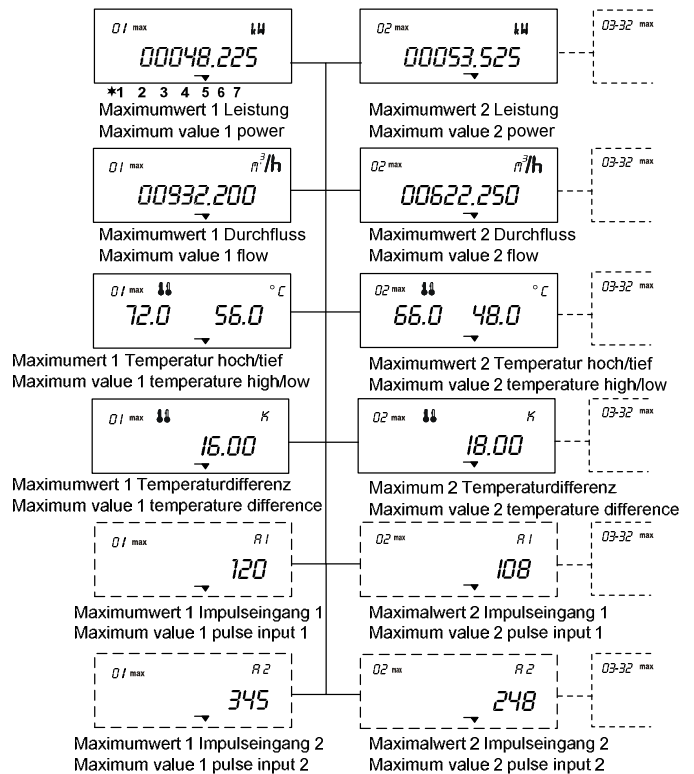 01 max kW 02 max kW 03-32 max
00048.225 00053.525
*1 2 3 4 5 6 7
Maximumwert 1 Leistung Maximumwert 2 Leistung
Maximum value 1 power Maximum value 2 power
01 max m³/h 02 max m³/h 03-32 max
00932.200 00622.250
Maximumwert 1 Durchfluss Maximumwert 2 Durchfluss
Maximum value 1 flow Maximum value 2 flow
01 max °C 02 max °C 03-32 max
72.0 56.0 66.0 48.0
Maximumert 1 Temperatur hoch/tief Maximumwert 2 Temperatur hoch/tief
Maximum value 1 temperature high/low Maximum value 2 temperature high/low
01 max K 02 max K 03-32 max
16.00 18.00
Maximumwert 1 Temperaturdifferenz Maximum 2 Temperaturdifferenz
Maximum value 1 temperature difference Maximum value 2 temperature difference
01 max A1 02 max A1 03-32 max
120 108
Maximumwert 1 Impulseingang 1 Maximalwert 2 Impulseingang 1
Maximum value 1 pulse input 1 Maximum value 2 pulse input 1
01 max A2 02 max A2 03-32 max
345 248
Maximumwert 1 Impulseingang 2 Maximalwert 2 Impulseingang 2
Maximum value 1 pulse input 2 Maximum value 2 pulse input 2